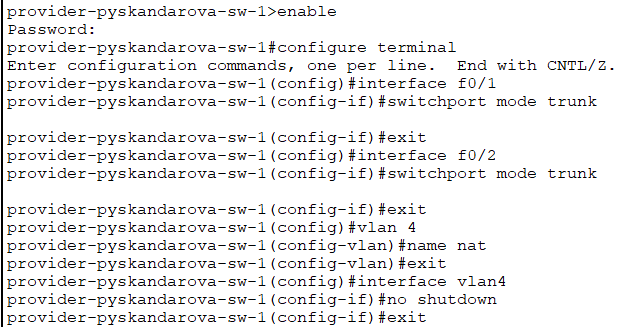 provider-pyskandarova-sw-1>enable
Password:
provider-pyskandarova-sw-1#configure terminal
Enter configuration commands, one per line.  End with CNTL/Z.
provider-pyskandarova-sw-1(config)#interface f0/1
provider-pyskandarova-sw-1(config-if)#switchport mode trunk
provider-pyskandarova-sw-1(config-if)#exit
provider-pyskandarova-sw-1(config)#interface f0/2
provider-pyskandarova-sw-1(config-if)#switchport mode trunk
provider-pyskandarova-sw-1(config-if)#exit
provider-pyskandarova-sw-1(config)#vlan 4
provider-pyskandarova-sw-1(config-vlan)#name nat
provider-pyskandarova-sw-1(config-vlan)#exit
provider-pyskandarova-sw-1(config)#interface vlan4
provider-pyskandarova-sw-1(config-if)#no shutdown
provider-pyskandarova-sw-1(config-if)#exit